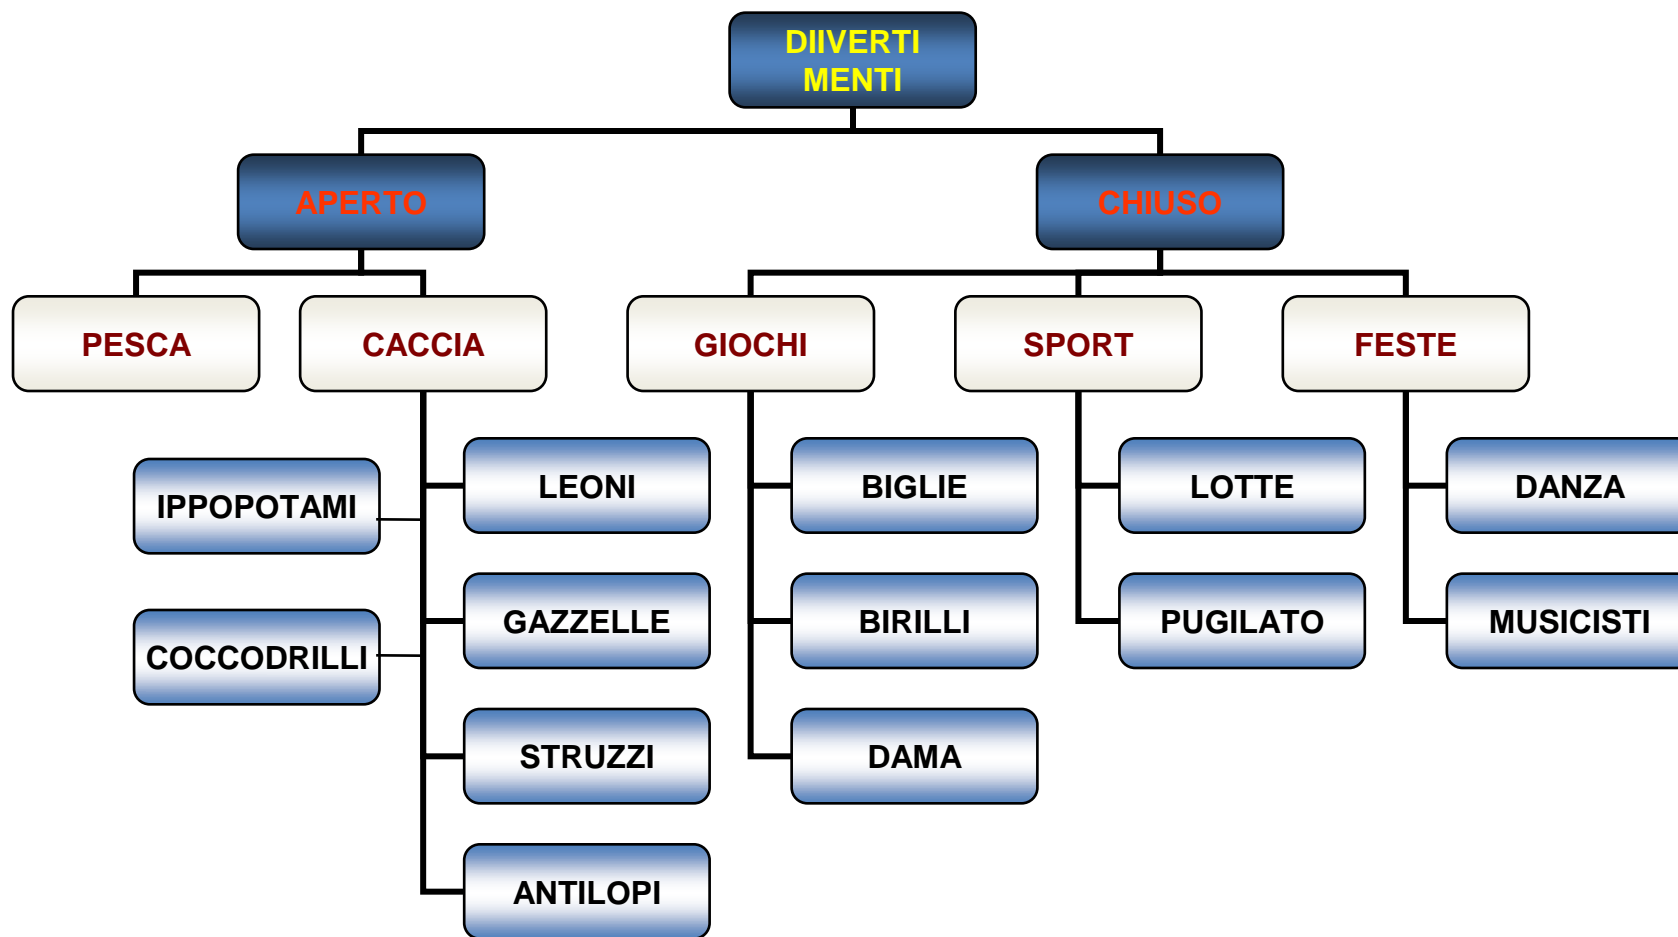 DIIVERTI
MENTI
APERTO
CHIUSO
PESCA
CACCIA
GIOCHI
SPORT
FESTE
IPPOPOTAMI
LEONI
BIGLIE
LOTTE
DANZA
COCCODRILLI
GAZZELLE
BIRILLI
PUGILATO
MUSICISTI
STRUZZI
DAMA
ANTILOPI